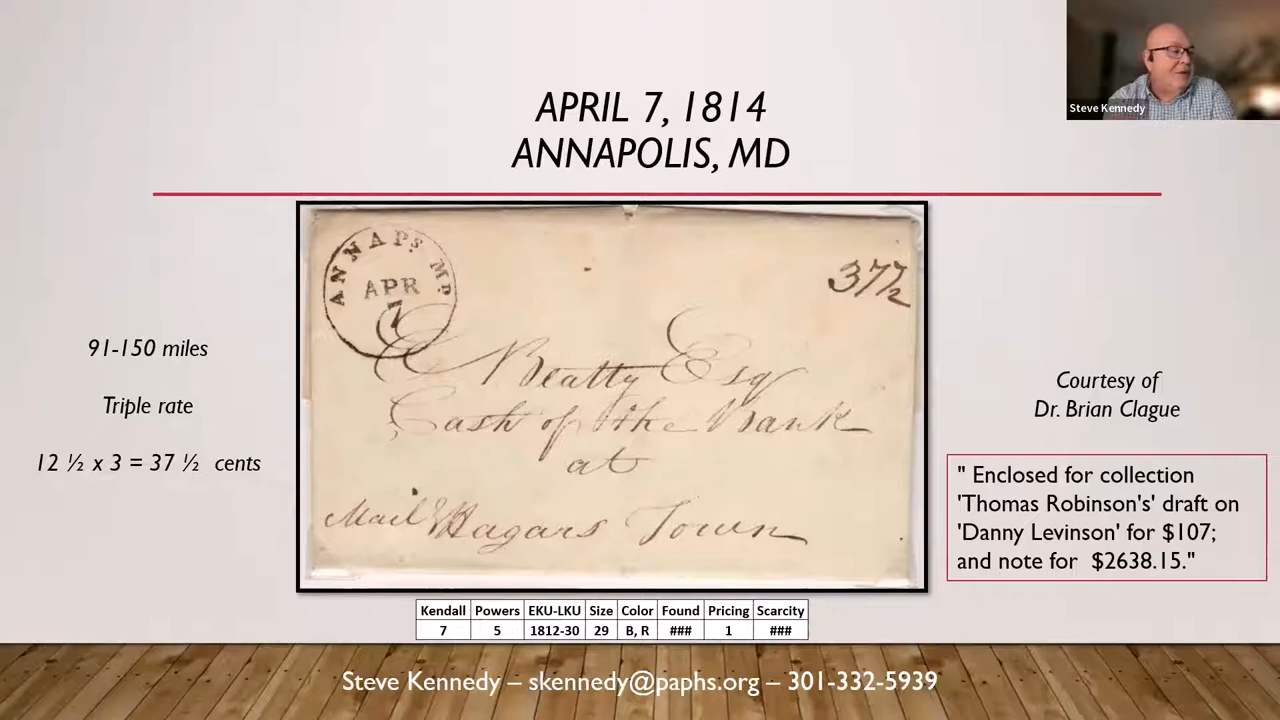 Steve Kennedy
APRIL 7, 1814
ANNAPOLIS, MD
ANNAPS. MD.
APR
7
37½
C Beatty Esq
Cash of the Bank
at
Mail Hagars Town
91-150 miles
Triple rate
12 ½ x 3 = 37 ½ cents
Courtesy of
Dr. Brian Clague
" Enclosed for collection
'Thomas Robinson's' draft on
'Danny Levinson' for $107;
and note for $2638.15."
Kendall Powers EKU-LKU Size Color Found Pricing Scarcity
7 5 1812-30 29 B, R ### 1 ###
Steve Kennedy – skennedy@paphs.org – 301-332-5939